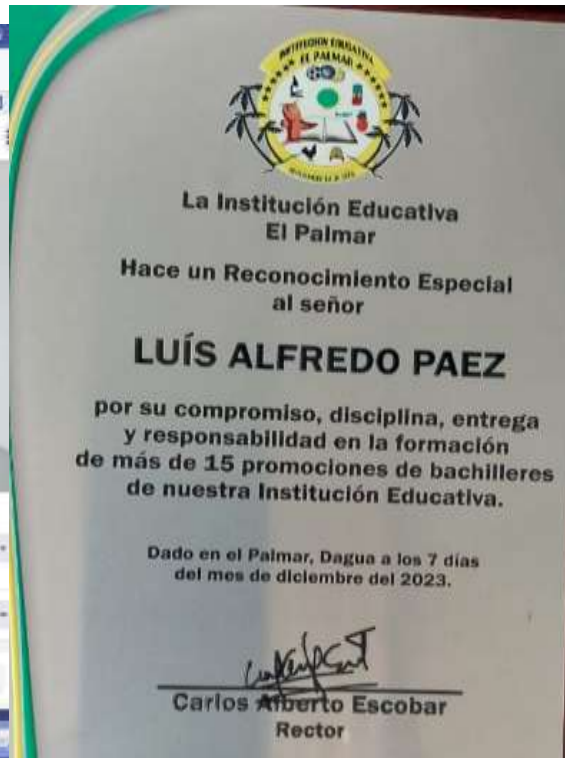 INSTITUCION EDUCATIVA
EL PALMAR
La Institución Educativa
El Palmar
Hace un Reconocimiento Especial
al señor
LUÍS ALFREDO PAEZ
por su compromiso, disciplina, entrega
y responsabilidad en la formación
de más de 15 promociones de bachilleres
de nuestra Institución Educativa.
Dado en el Palmar, Dagua a los 7 días
del mes de diciembre del 2023.
Carlos Alberto Escobar
Rector